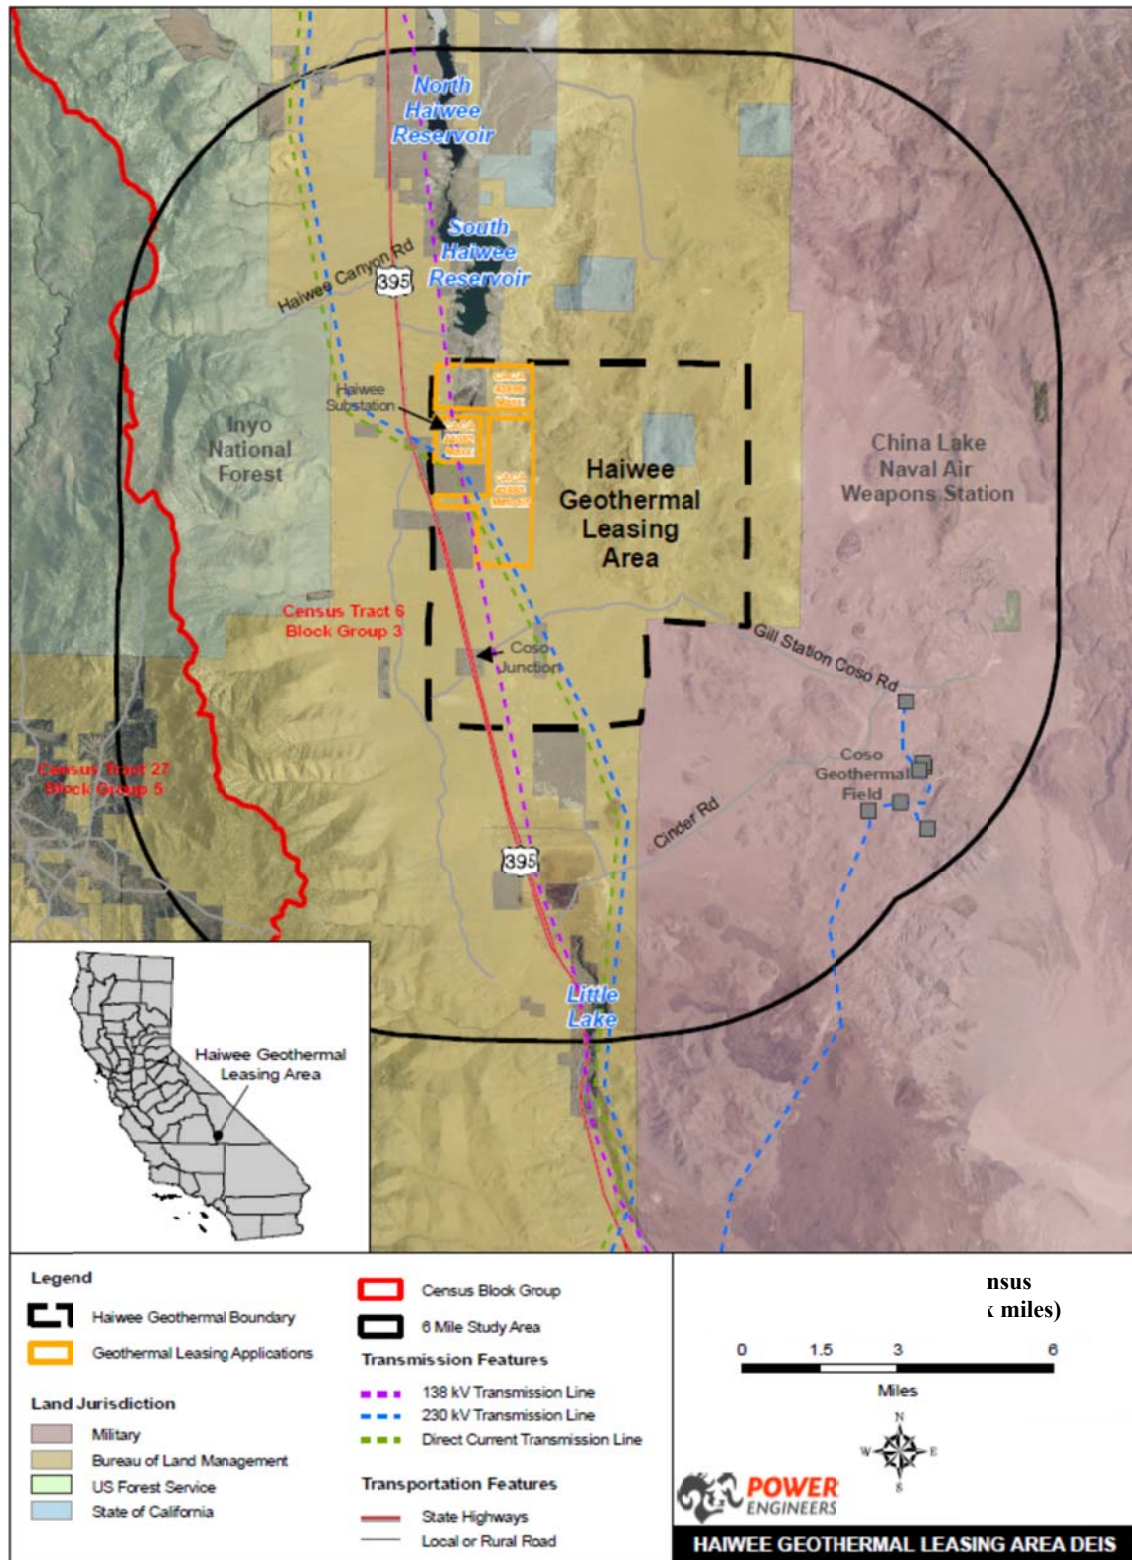 North
Haiwee
Reservoir
South
Haiwee
Reservoir
Haiwee Canyon Rd
395
Haiwee
Substation
CACA
CACA
CACA
Inyo
National
Forest
Haiwee
Geothermal
Leasing
Area
China Lake
Naval Air
Weapons Station
Census Tract 6
Block Group 3
Coso
Junction
Gill Station Coso Rd
Coso
Geothermal
Field
Census Tract 27
Block Group 5
Cinder Rd
395
Little
Lake
Haiwee Geothermal
Leasing Area
Legend
Haiwee Geothermal Boundary
Geothermal Leasing Applications
Land Jurisdiction
Military
Bureau of Land Management
US Forest Service
State of California
Census Block Group
6 Mile Study Area
Transmission Features
138 kV Transmission Line
230 kV Transmission Line
Direct Current Transmission Line
Transportation Features
State Highways
Local or Rural Road
nsus
miles)
0 1.5 3 6
Miles
N
W E
S
POWER
ENGINEERS
HAIWEE GEOTHERMAL LEASING AREA DEIS